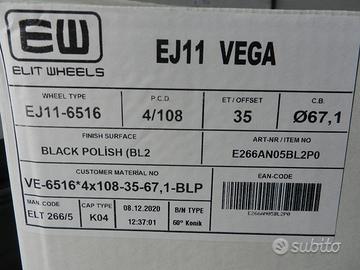 EW
ELIT WHEELS
EJ11 VEGA
WHEEL TYPE
P.C.D.
ET / OFFSET
C.B.
EJ11-6516
4/108
35
Ø67,1
FINISH SURFACE
ART-NR / ITEM NO
BLACK POLİSH (BL2
E266AN05BL2P0
CUSTOMER MATERIAL NO
EAN-CODE
VE-6516*4x108-35-67,1-BLP
MAN. CODE
CAP TYPE
08.12.2020
12:37:01
B/N TYPE
ELT 266/5
K04
60° Konik
E266AN05BL2P0
subito